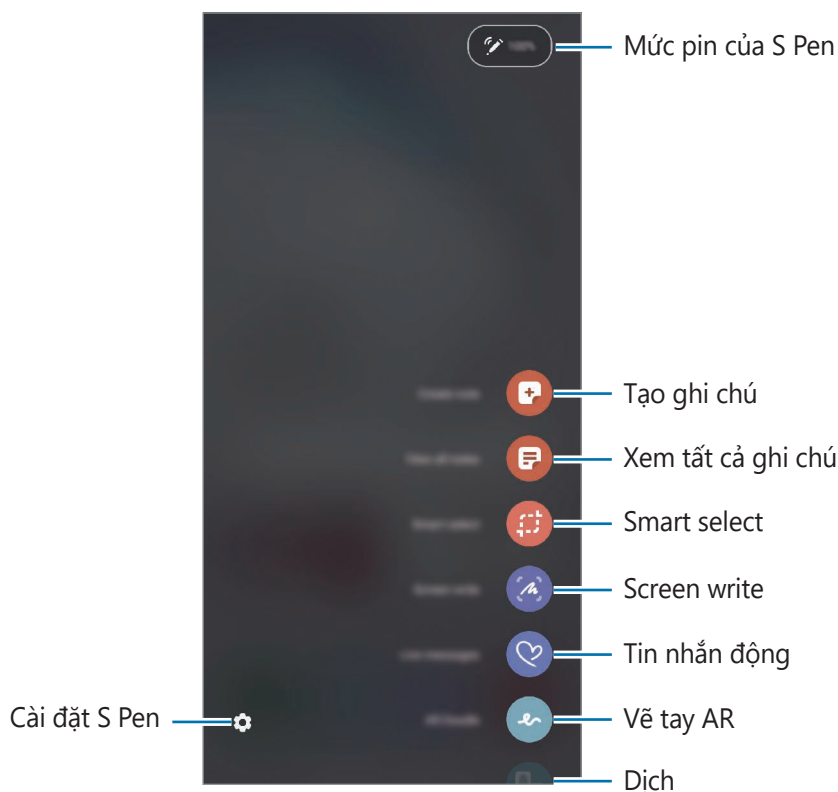 Mức pin của S Pen
Tạo ghi chú
Xem tất cả ghi chú
Smart select
Screen write
Tin nhắn động
Cài đặt S Pen
Vẽ tay AR
Dịch